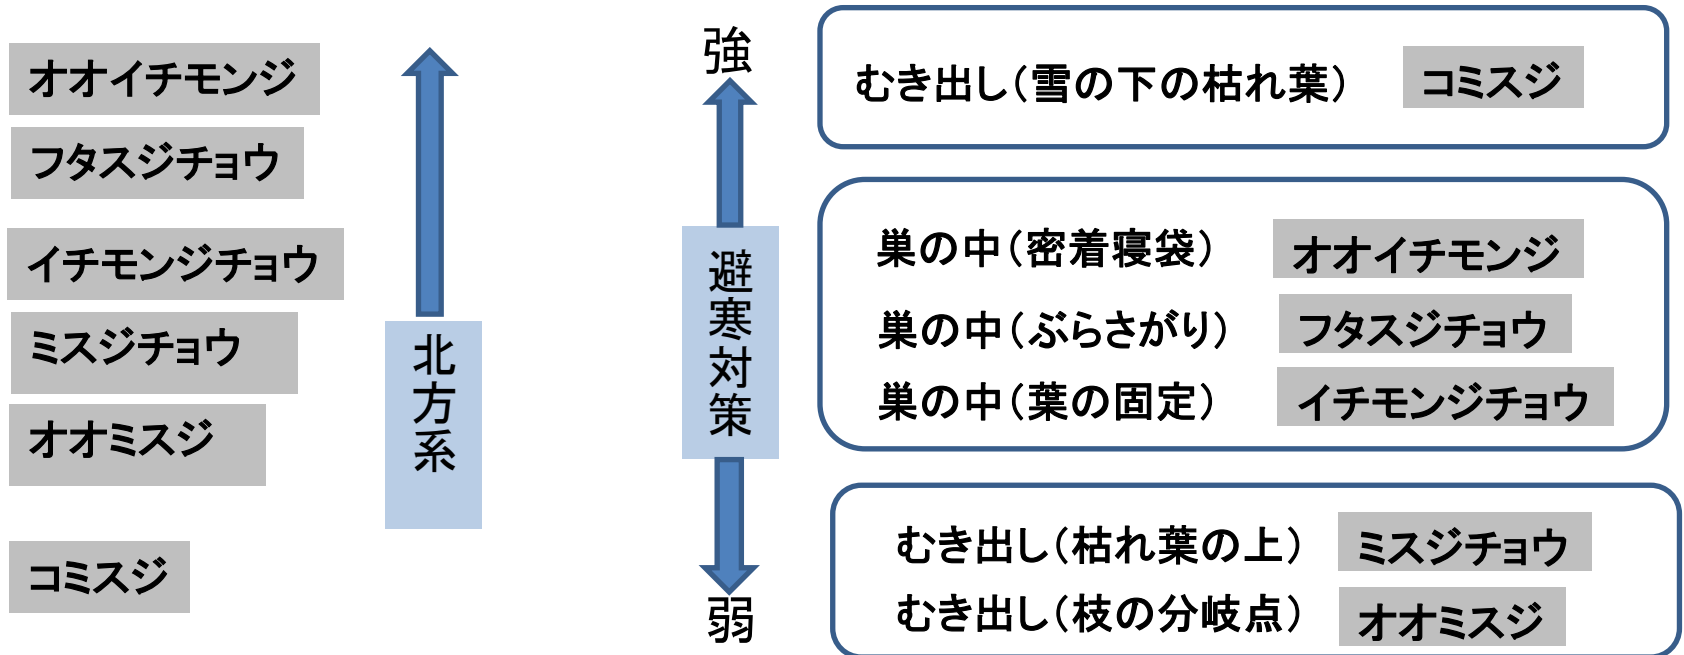 オオイチモンジ
フタスジチョウ
イチモンジチョウ
ミスジチョウ
オオミスジ
コミスジ
北方系
強
避寒対策
弱
むき出し（雪の下の枯れ葉） コミスジ
巣の中（密着寝袋） オオイチモンジ
巣の中（ぶらさがり） フタスジチョウ
巣の中（葉の固定） イチモンジチョウ
むき出し（枯れ葉の上） ミスジチョウ
むき出し（枝の分岐点） オオミスジ